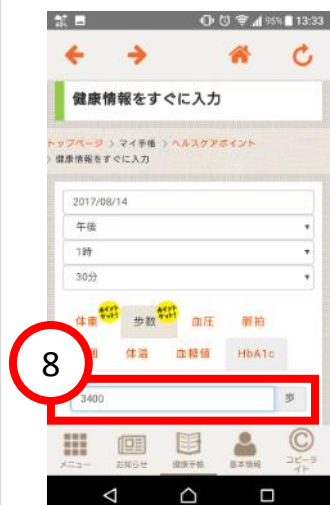 95% 13:33
健康情報をすぐに入力
トップページ > マイ手帳 > ヘルスケアポイント
> 健康情報をすぐに入力
2017/08/14
午後
1時
30分
体重 ポイントゲット! 歩数 ポイントゲット! 血圧 脈拍
体温 血糖値 HbA1c
8
3400 歩
メニュー お知らせ 健康手帳 基本情報 コピーライト